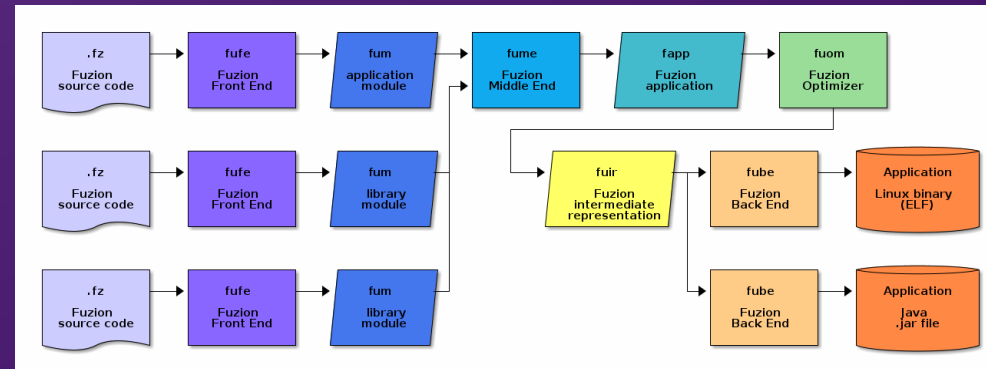 .fz
Fuzion
source code
fufe
Fuzion
Front End
fum
application
module
fume
Fuzion
Middle End
fapp
Fuzion
application
fuom
Fuzion
Optimizer
.fz
Fuzion
source code
fufe
Fuzion
Front End
fum
library
module
fuir
Fuzion
intermediate
representation
fube
Fuzion
Back End
Application
Linux binary
(ELF)
.fz
Fuzion
source code
fufe
Fuzion
Front End
fum
library
module
fube
Fuzion
Back End
Application
Java
.jar file